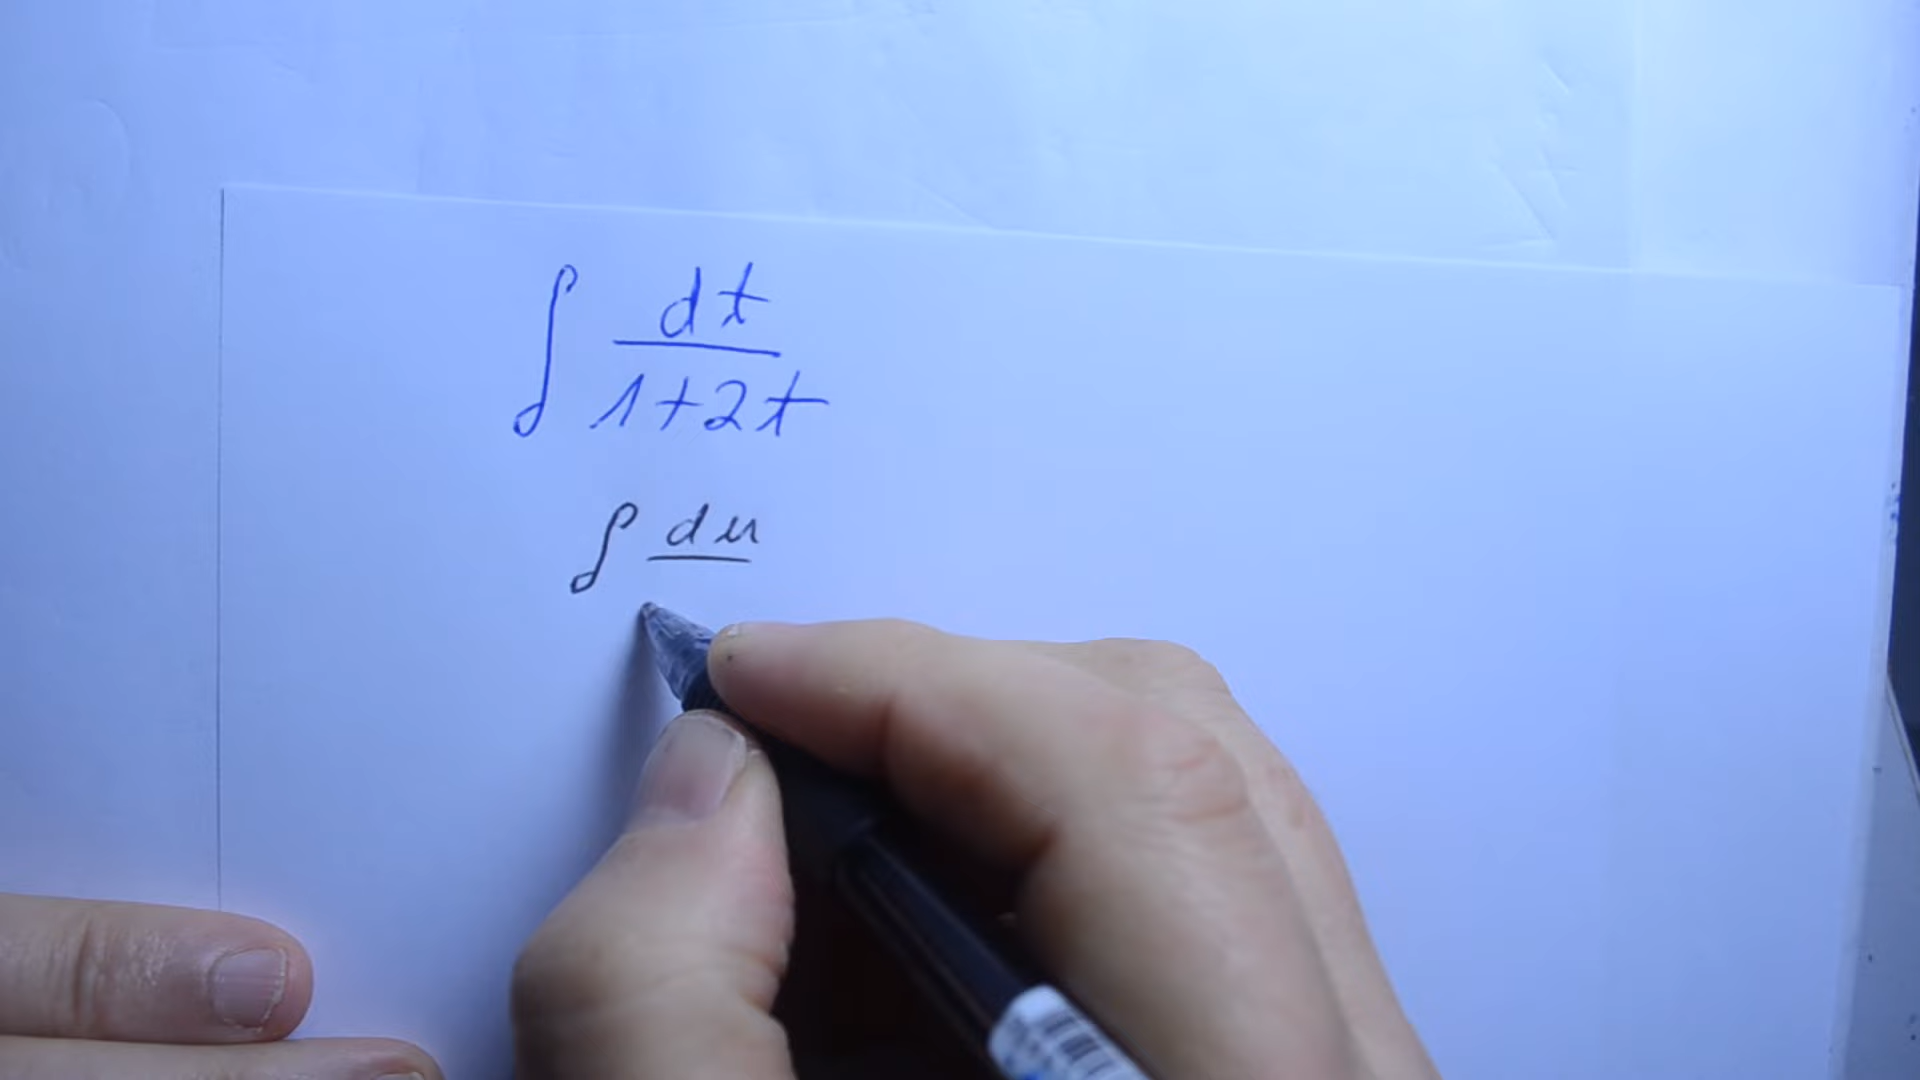 ∫ dt / 1+2t
∫ du